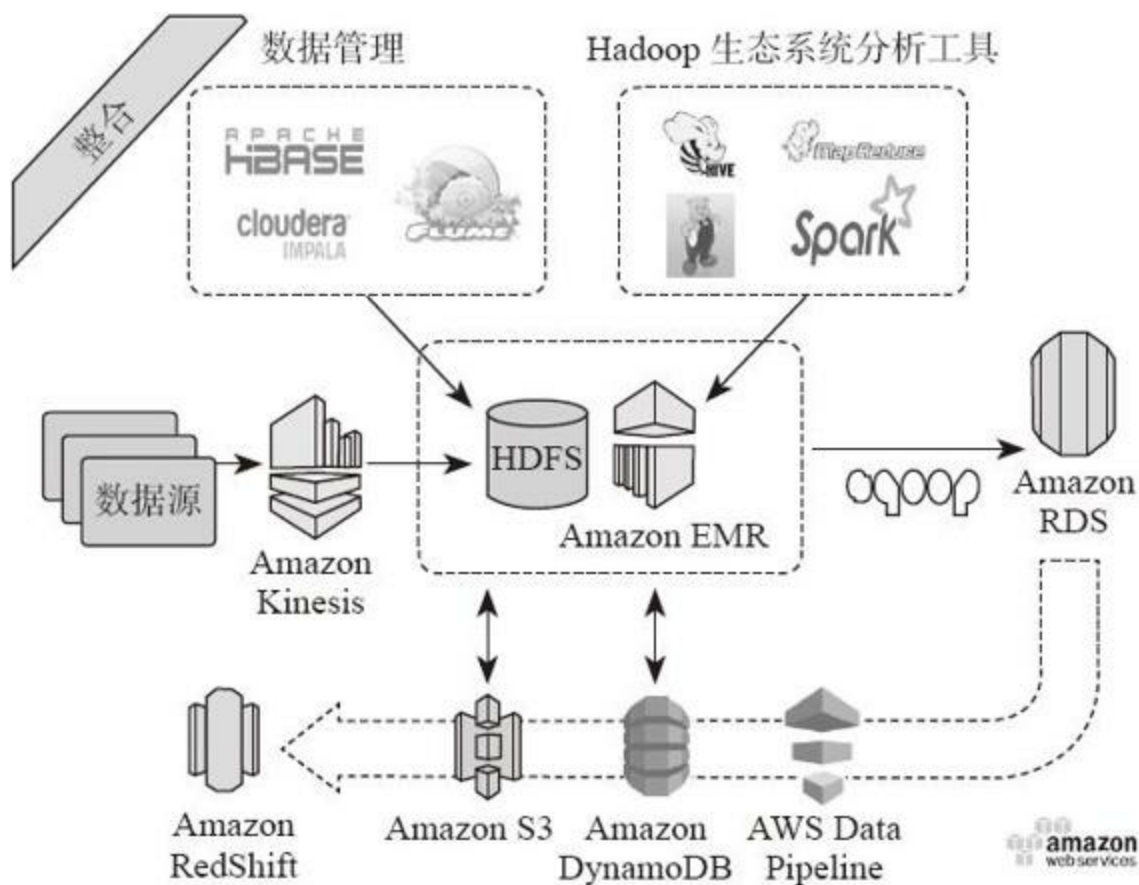 整合
数据管理
Hadoop 生态系统分析工具
APACHE
HBASE
cloudera
IMPALA
FLUME
HIVE
MapReduce
Spark
数据源
Amazon
Kinesis
HDFS
Amazon EMR
sqoop
Amazon
RDS
Amazon
RedShift
Amazon S3
Amazon
DynamoDB
AWS Data
Pipeline
amazon
webservices